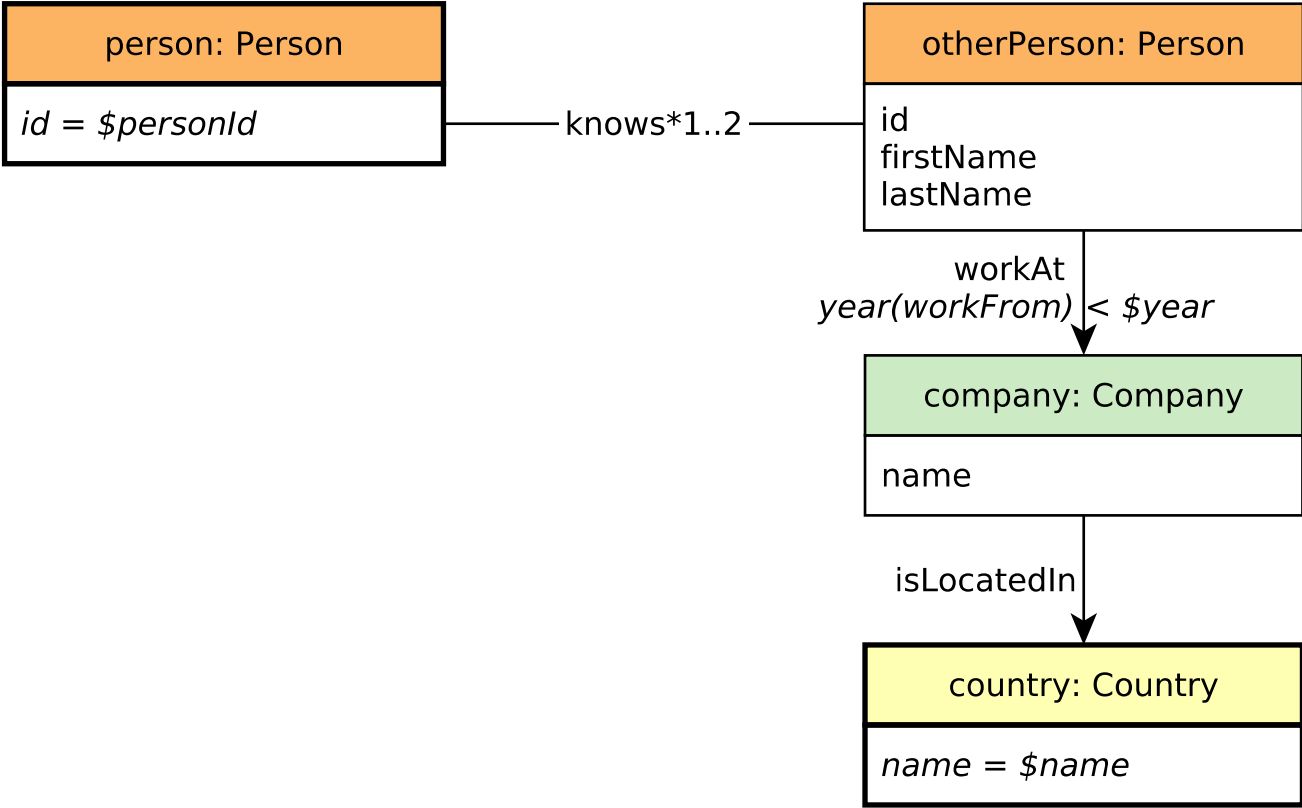 person: Person
id = $personId
knows*1..2
otherPerson: Person
id
firstName
lastName
workAt
year(workFrom) < $year
company: Company
name
isLocatedIn
country: Country
name = $name